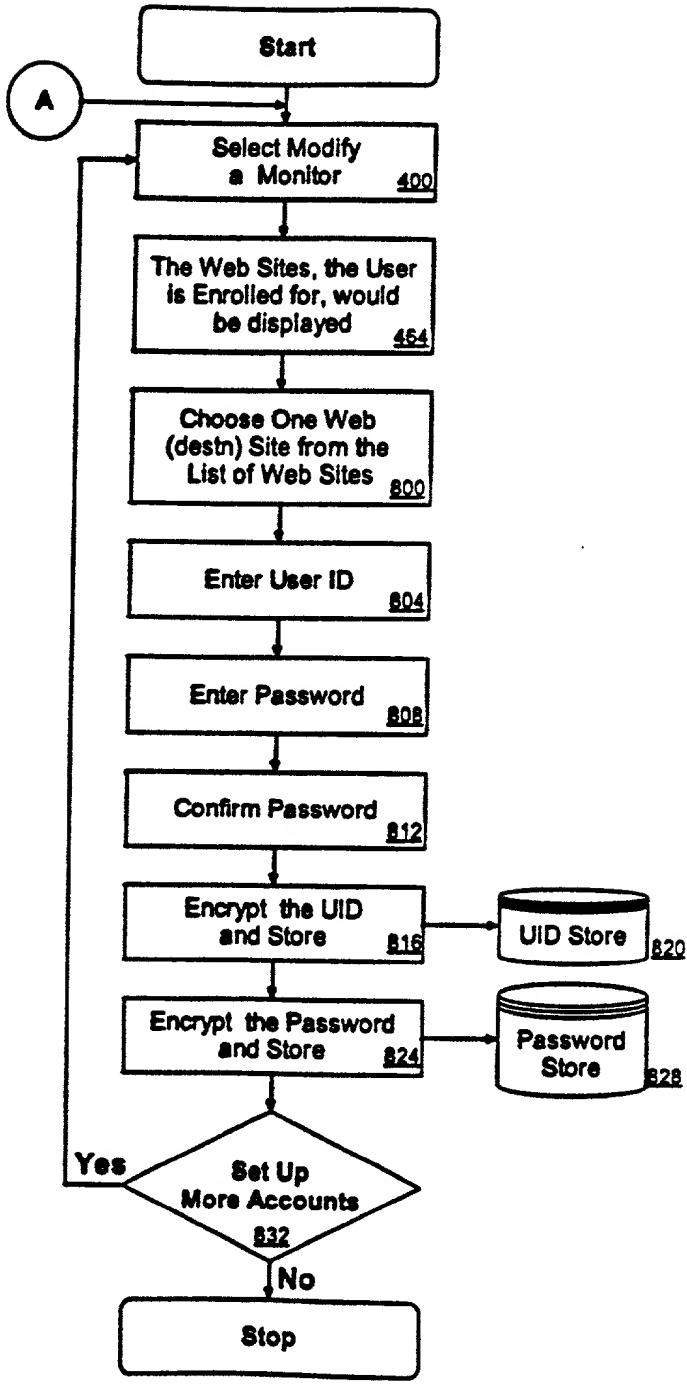 Start
A
Select Modify
a Monitor
400
The Web Sites, the User
is Enrolled for, would
be displayed
464
Choose One Web
(destn) Site from the
List of Web Sites
800
Enter User ID
804
Enter Password
808
Confirm Password
812
Encrypt the UID
and Store
816
UID Store
820
Encrypt the Password
and Store
824
Password
Store
828
Yes
Set Up
More Accounts
832
No
Stop